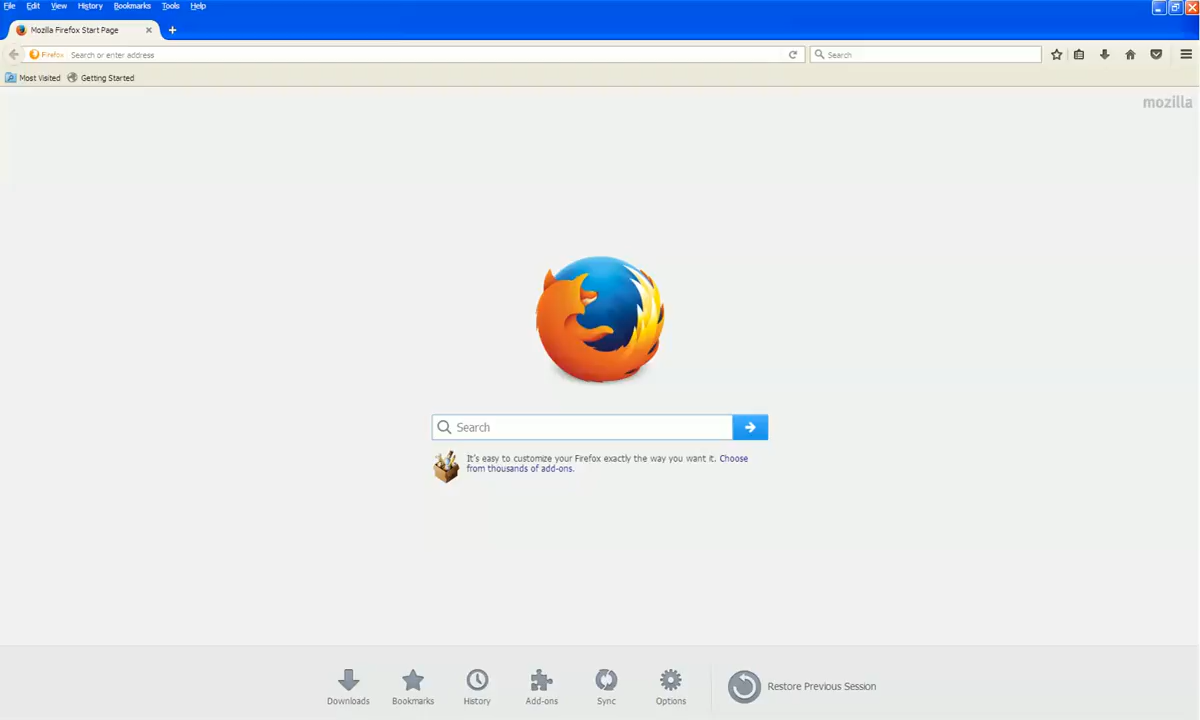 File Edit View History Bookmarks Tools Help
Mozilla Firefox Start Page
Firefox Search or enter address
Search
Most Visited Getting Started
mozilla
Search
It's easy to customize your Firefox exactly the way you want it. Choose
from thousands of add-ons.
Downloads Bookmarks History Add-ons Sync Options Restore Previous Session